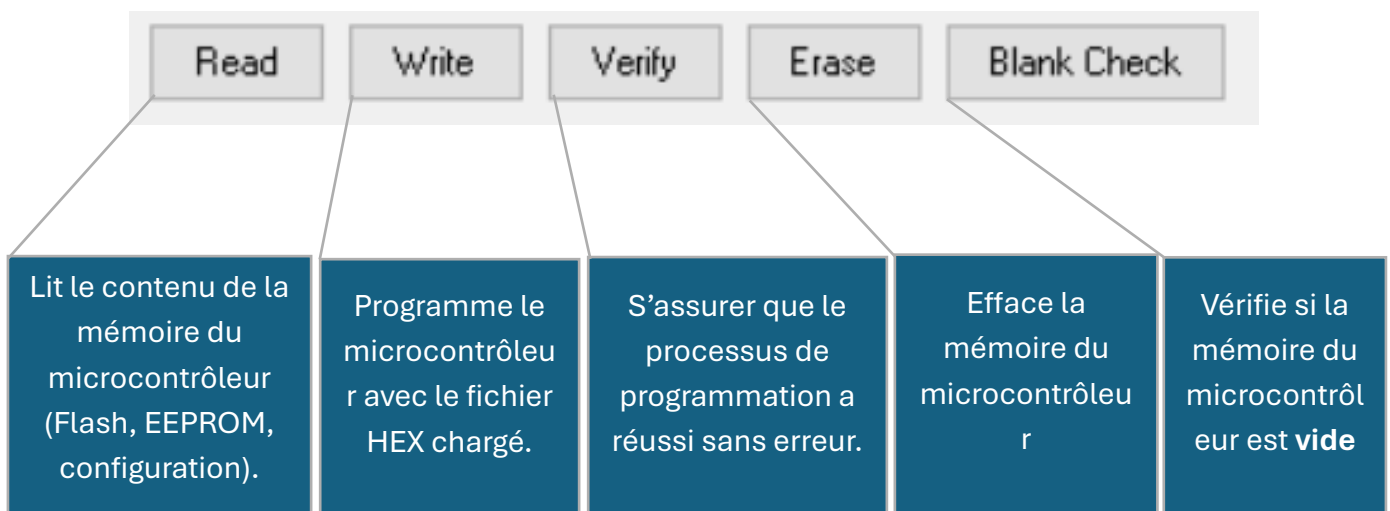 Read
Write
Verify
Erase
Blank Check
Lit le contenu de la
mémoire du
microcontrôleur
(Flash, EEPROM,
configuration).
Programme le
microcontrôleu
r avec le fichier
HEX chargé.
S’assurer que le
processus de
programmation a
réussi sans erreur.
Efface la
mémoire du
microcontrôleu
r
Vérifie si la
mémoire du
microcontrôl
eur est vide